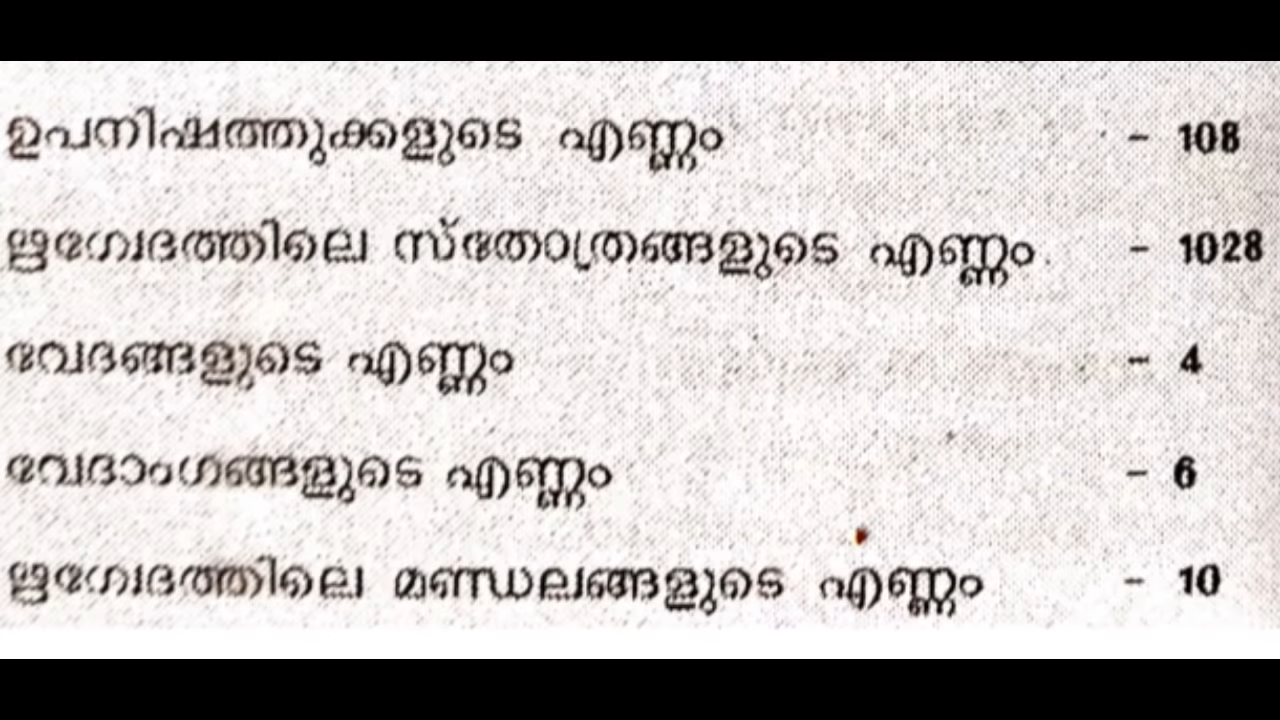 ഉപനിഷത്തുക്കളുടെ എണ്ണം - 108
ഋഗ്വേദത്തിലെ സ്തോത്രങ്ങളുടെ എണ്ണം - 1028
വേദങ്ങളുടെ എണ്ണം - 4
വേദാംഗങ്ങളുടെ എണ്ണം - 6
ഋഗ്വേദത്തിലെ മണ്ഡലങ്ങളുടെ എണ്ണം - 10